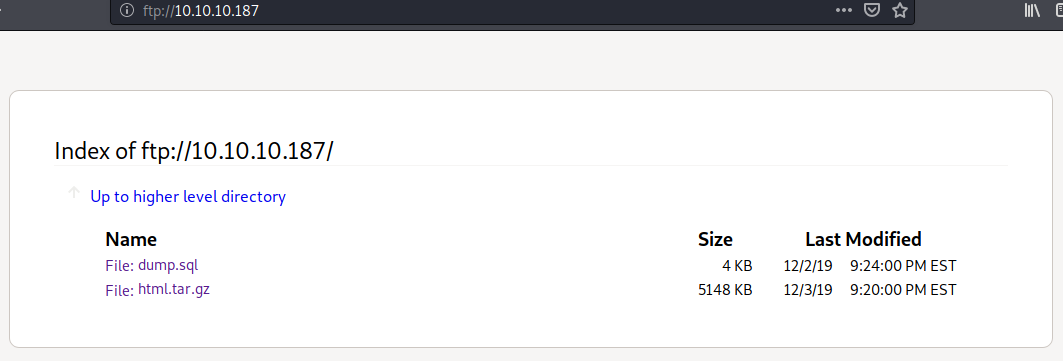 ftp://10.10.10.187
Index of ftp://10.10.10.187/
Up to higher level directory
Name Size Last Modified
File: dump.sql 4 KB 12/2/19 9:24:00 PM EST
File: html.tar.gz 5148 KB 12/3/19 9:20:00 PM EST